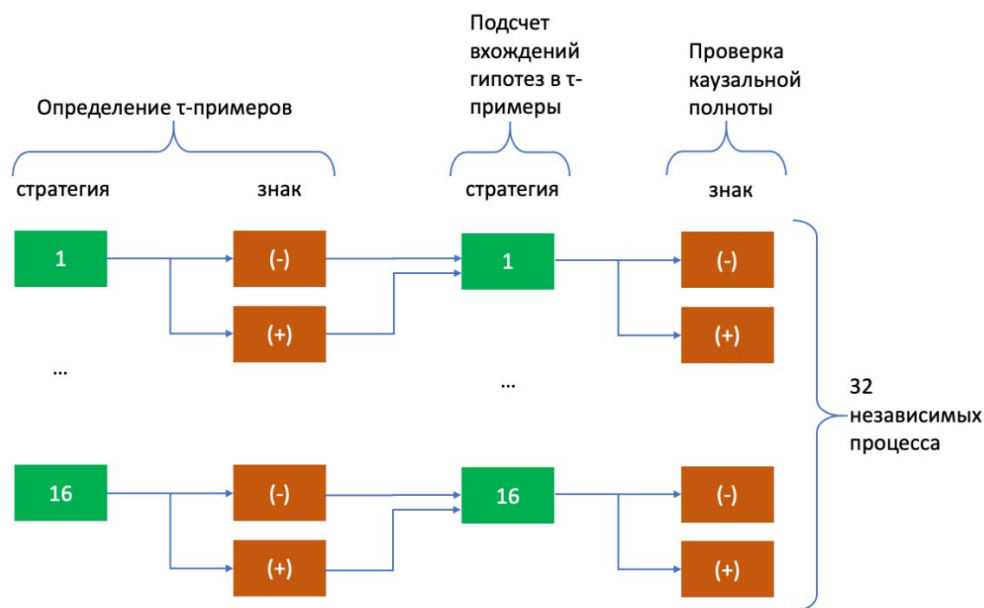 Подсчет
вхождений
гипотез в τ-
примеры
Проверка
каузальной
полноты
Определение τ-примеров
стратегия
знак
стратегия
знак
1
(-)
1
(-)
(+)
(+)
...
...
32
независимых
процесса
16
(-)
16
(-)
(+)
(+)